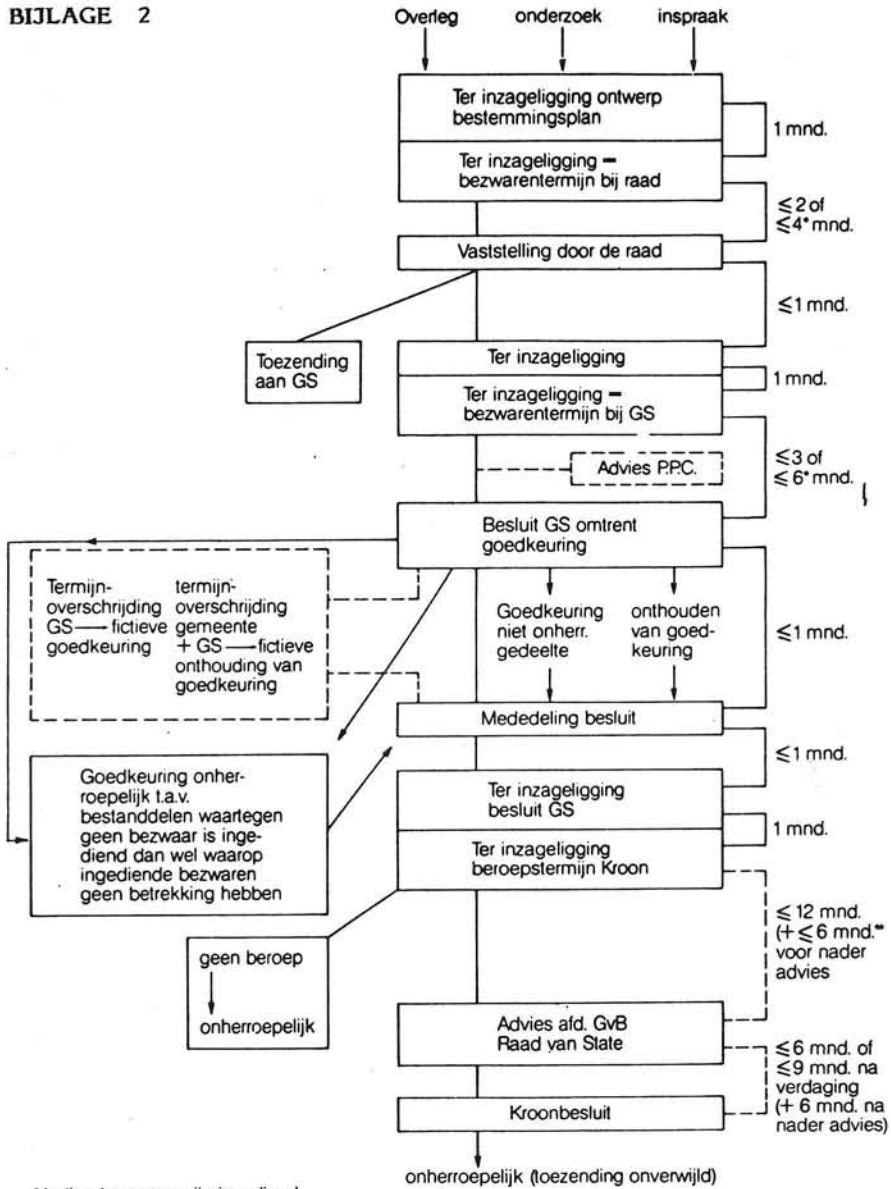 BIJLAGE 2
Overleg onderzoek inspraak
Ter inzageligging ontwerp
bestemmingsplan
1 mnd.
Ter inzageligging –
bezwarentermijn bij raad
≤2 of
≤4* mnd.
Vaststelling door de raad
≤1 mnd.
Toezending
aan GS
Ter inzageligging
1 mnd.
Ter inzageligging –
bezwarentermijn bij GS
≤3 of
≤6* mnd.
Advies P.P.C.
Besluit GS omtrent
goedkeuring
Termijn-
overschrijding
GS → fictieve
goedkeuring
termijn-
overschrijding
gemeente
+ GS → fictieve
onthouding van
goedkeuring
Goedkeuring
niet onherr.
gedeelte
onthouden
van goed-
keuring
≤1 mnd.
Mededeling besluit
≤1 mnd.
Goedkeuring onher-
roepelijk t.a.v.
bestanddelen waartegen
geen bezwaar is inge-
diend dan wel waarop
ingediende bezwaren
geen betrekking hebben
Ter inzageligging
besluit GS
1 mnd.
Ter inzageligging
beroepstermijn Kroon
≤12 mnd.
(+≤6 mnd.**
voor nader
advies
geen beroep
onherroepelijk
Advies afd. GvB
Raad van State
≤6 mnd. of
≤9 mnd. na
verdaging
(+ 6 mnd. na
nader advies)
Kroonbesluit
onherroepelijk (toezending onverwijld)